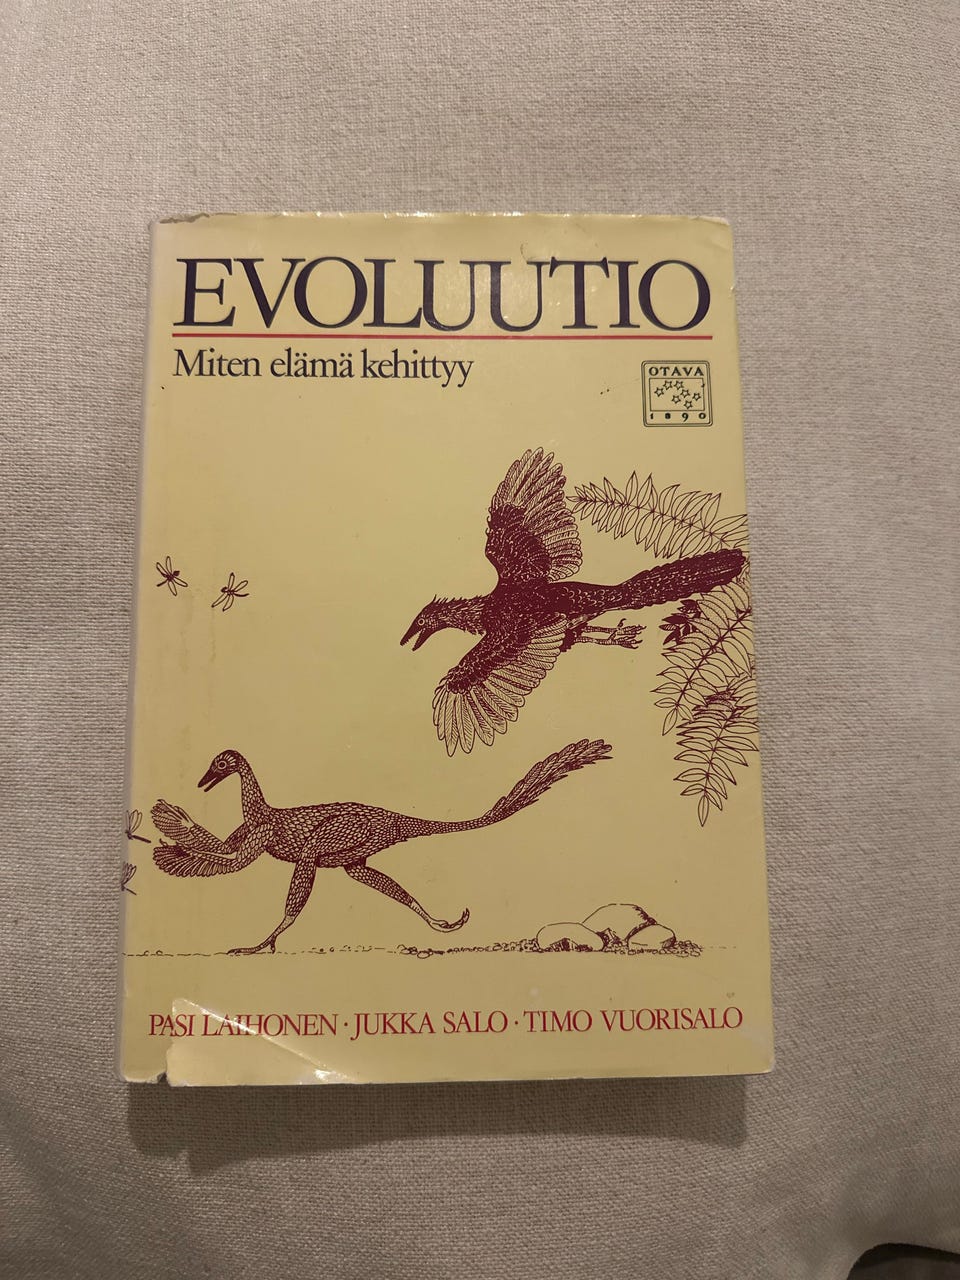 EVOLUUTIO
Miten elämä kehittyy
OTAVA
1890
PASI LAIHONEN · JUKKA SALO · TIMO VUORISALO